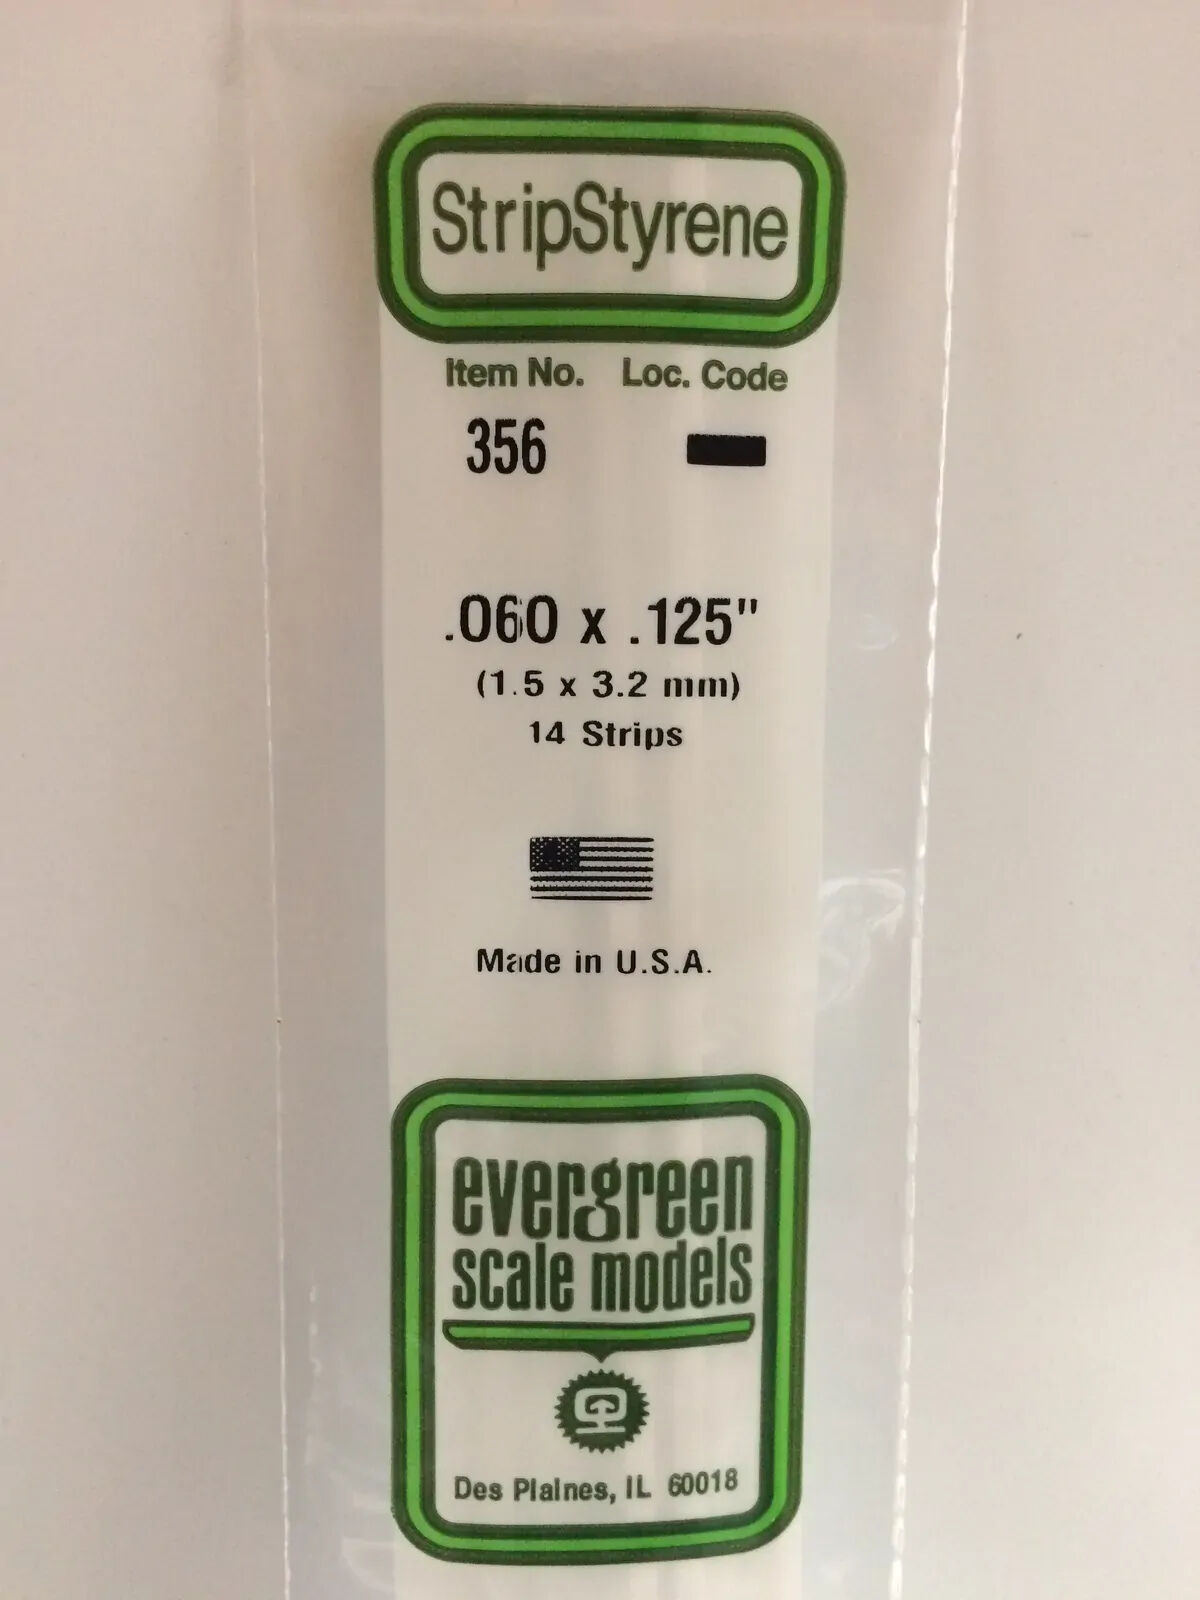 StripStyrene
Item No. Loc. Code
356
.060 x .125"
(1.5 x 3.2 mm)
14 Strips
Made in U.S.A.
evergreen
scale models
Des Plaines, IL 60018